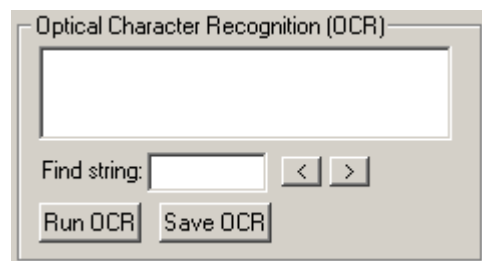 Optical Character Recognition (OCR)
Find string: < >
Run OCR Save OCR